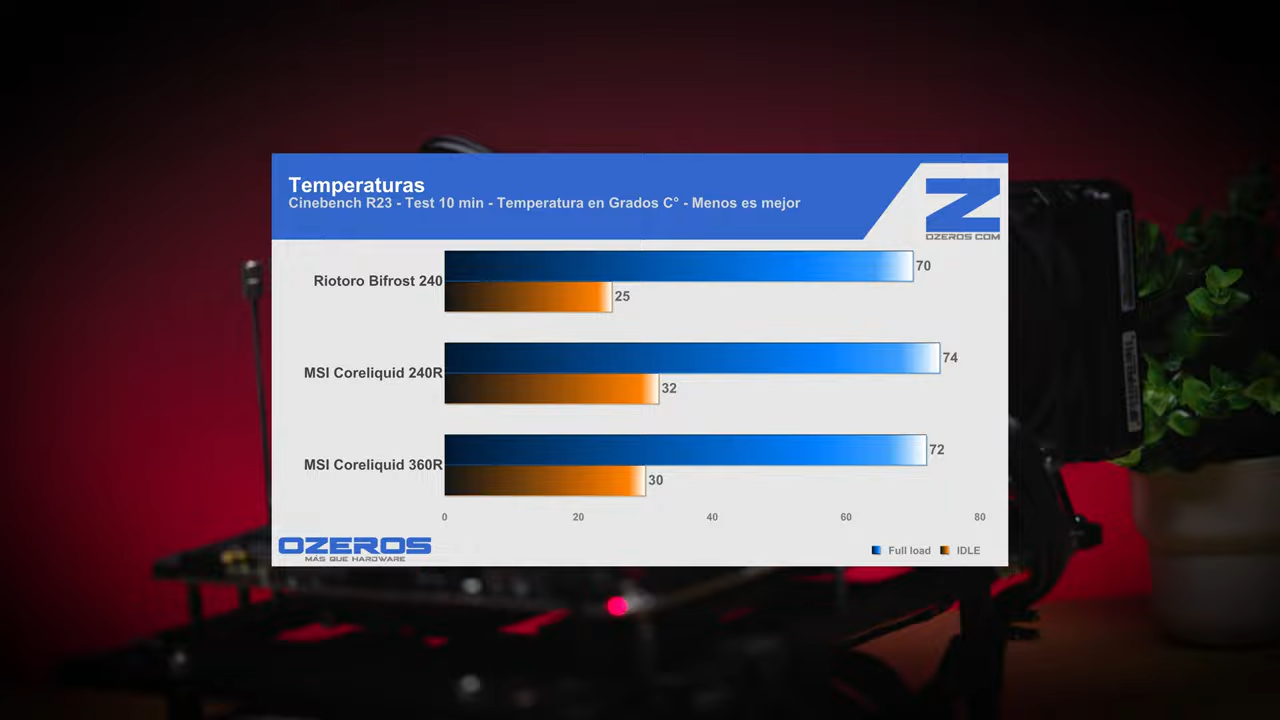 Temperaturas
Cinebench R23 - Test 10 min - Temperatura en Grados C° - Menos es mejor
Z
OZEROS COM
Riotoro Bifrost 240
70
25
MSI Coreliquid 240R
74
32
MSI Coreliquid 360R
72
30
0 20 40 60 80
OZEROS
MÁS QUE HARDWARE
Full load IDLE